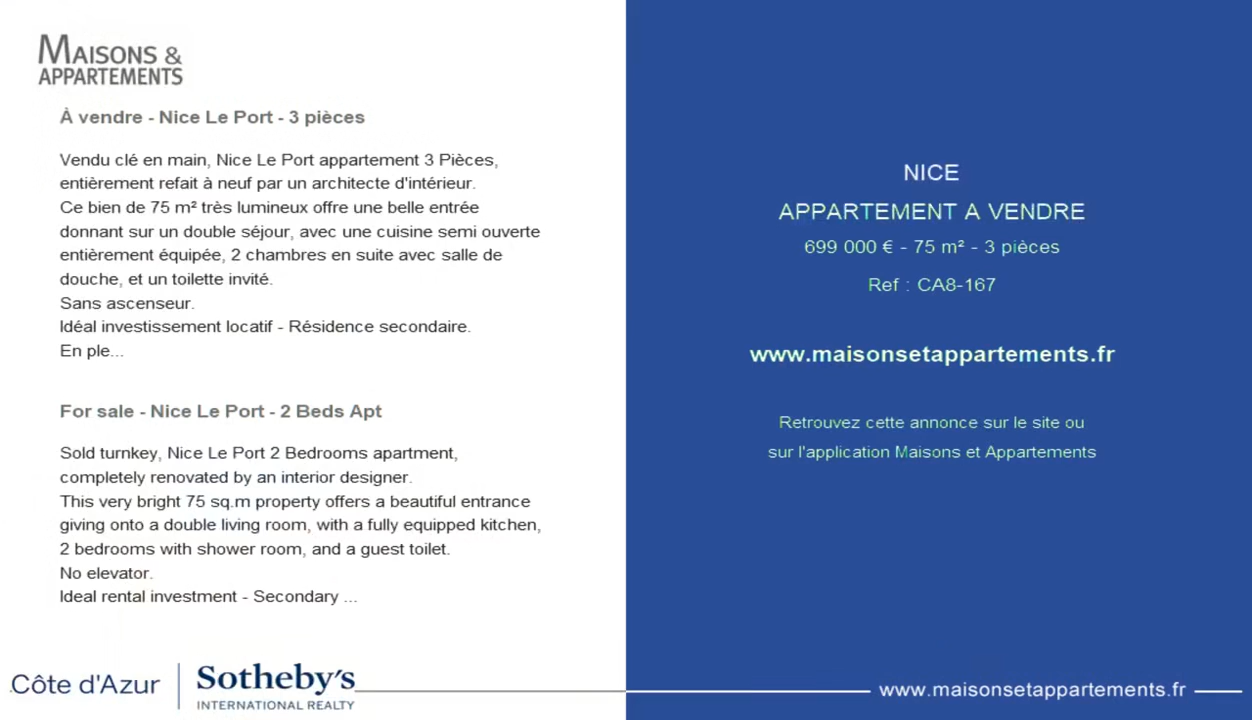 MAISONS &
APPARTEMENTS
À vendre - Nice Le Port - 3 pièces
Vendu clé en main, Nice Le Port appartement 3 Pièces,
entièrement refait à neuf par un architecte d'intérieur.
Ce bien de 75 m² très lumineux offre une belle entrée
donnant sur un double séjour, avec une cuisine semi ouverte
entièrement équipée, 2 chambres en suite avec salle de
douche, et un toilette invité.
Sans ascenseur.
Idéal investissement locatif - Résidence secondaire.
En ple...
For sale - Nice Le Port - 2 Beds Apt
Sold turnkey, Nice Le Port 2 Bedrooms apartment,
completely renovated by an interior designer.
This very bright 75 sq.m property offers a beautiful entrance
giving onto a double living room, with a fully equipped kitchen,
2 bedrooms with shower room, and a guest toilet.
No elevator.
Ideal rental investment - Secondary ...
Côte d'Azur
Sotheby's
INTERNATIONAL REALTY
NICE
APPARTEMENT A VENDRE
699 000 € - 75 m² - 3 pièces
Ref : CA8-167
www.maisonsetappartements.fr
Retrouvez cette annonce sur le site ou
sur l'application Maisons et Appartements
www.maisonsetappartements.fr